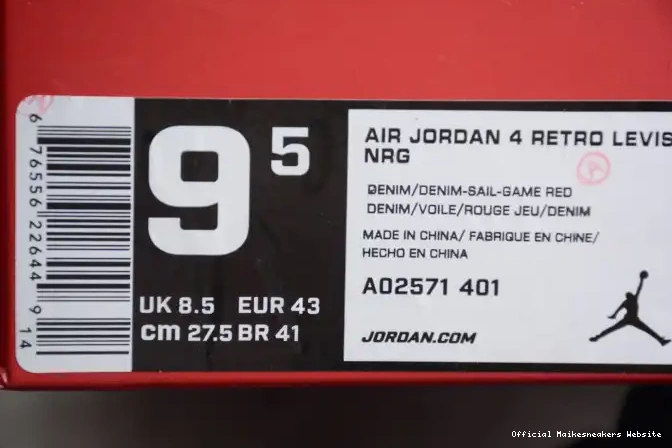 6 76556 22644 9
14
9 5
UK 8.5 EUR 43
cm 27.5 BR 41
AIR JORDAN 4 RETRO LEVIS
NRG
DENIM/DENIM-SAIL-GAME RED
DENIM/VOILE/ROUGE JEU/DENIM
MADE IN CHINA/ FABRIQUE EN CHINE/
HECHO EN CHINA
AO2571 401
JORDAN.COM
Official Maikesneakers Website